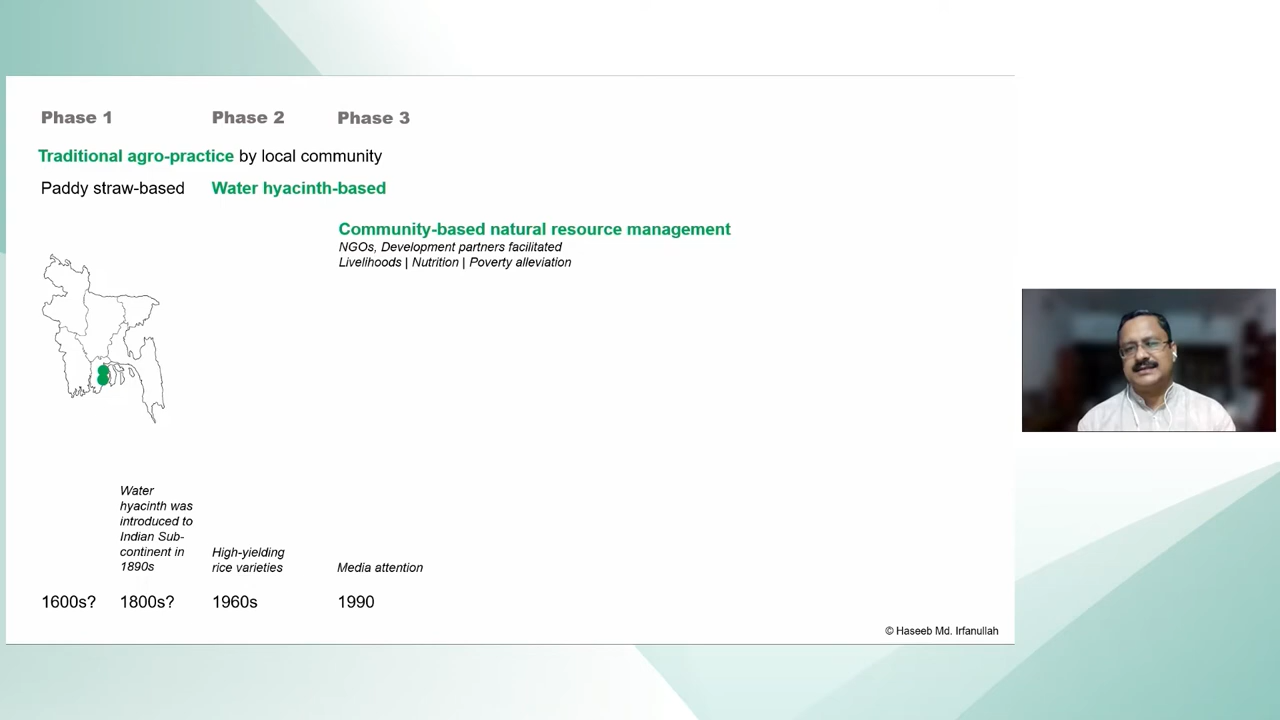 Phase 1
Phase 2
Phase 3
Traditional agro-practice by local community
Paddy straw-based
Water hyacinth-based
Community-based natural resource management
NGOs, Development partners facilitated
Livelihoods | Nutrition | Poverty alleviation
Water
hyacinth was
introduced to
Indian Sub-
continent in
1890s
High-yielding
rice varieties
Media attention
1600s?
1800s?
1960s
1990
© Haseeb Md. Irfanullah